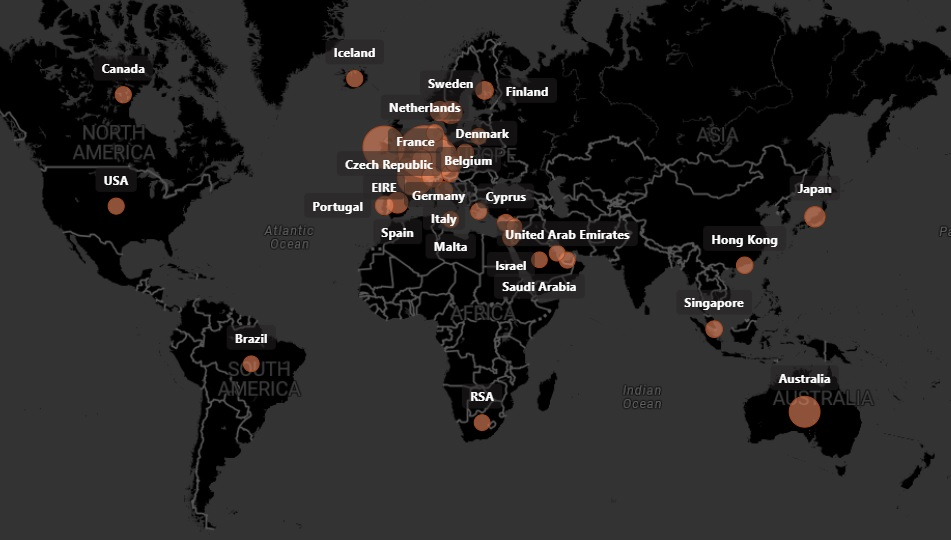 Iceland
Canada
Sweden
Finland
Netherlands
NORTH
AMERICA
Denmark
ASIA
France
Czech Republic
Belgium
USA
EIRE
Germany
Cyprus
Japan
Portugal
Italy
Spain
Atlantic
Ocean
United Arab Emirates
Hong Kong
Malta
Israel
Saudi Arabia
Singapore
AFRICA
Brazil
SOUTH
AMERICA
Australia
AUSTRALIA
Indian
Ocean
RSA